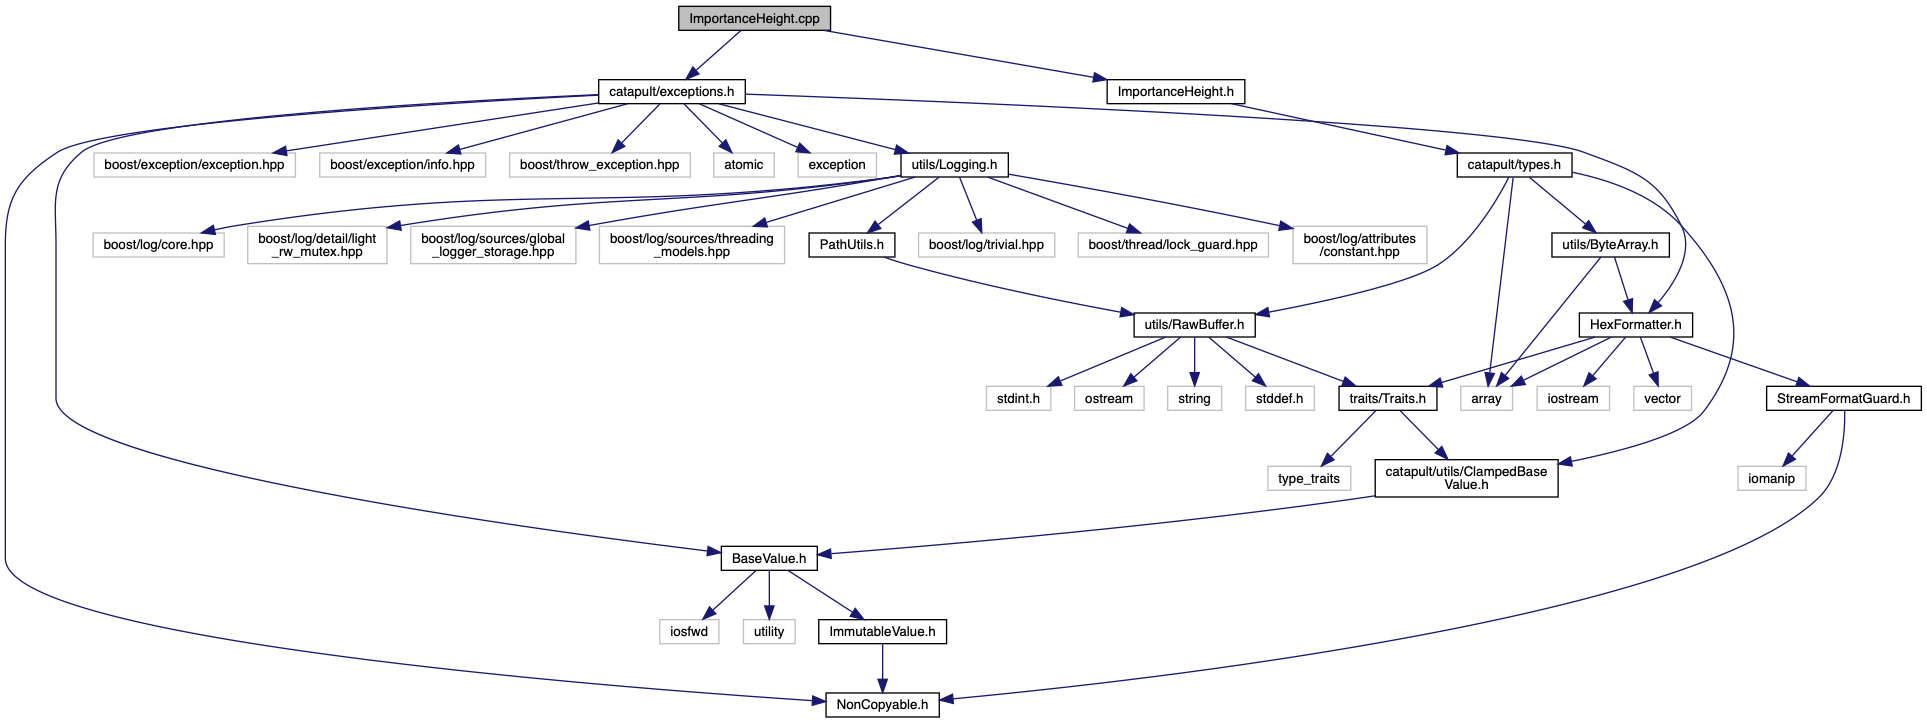 ImportanceHeight.cpp
catapult/exceptions.h
ImportanceHeight.h
boost/exception/exception.hpp
boost/exception/info.hpp
boost/throw_exception.hpp
atomic
exception
utils/Logging.h
catapult/types.h
boost/log/core.hpp
boost/log/detail/light
_rw_mutex.hpp
boost/log/sources/global
_logger_storage.hpp
boost/log/sources/threading
_models.hpp
PathUtils.h
boost/log/trivial.hpp
boost/thread/lock_guard.hpp
boost/log/attributes
/constant.hpp
utils/ByteArray.h
utils/RawBuffer.h
HexFormatter.h
stdint.h
ostream
string
stddef.h
traits/Traits.h
array
iostream
vector
StreamFormatGuard.h
type_traits
catapult/utils/ClampedBase
Value.h
iomanip
BaseValue.h
iosfwd
utility
ImmutableValue.h
NonCopyable.h